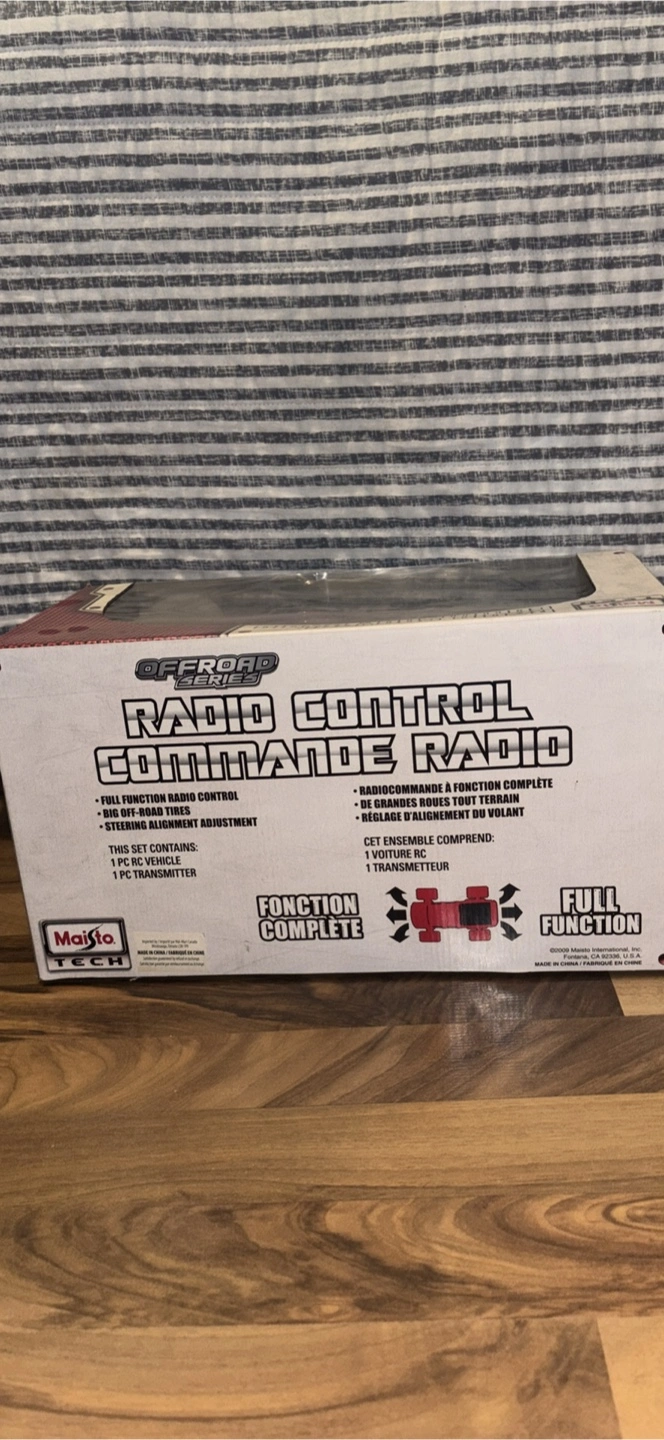 OFFROAD
SERIES
RADIO CONTROL
COMMANDE RADIO
• FULL FUNCTION RADIO CONTROL
• BIG OFF-ROAD TIRES
• STEERING ALIGNMENT ADJUSTMENT
THIS SET CONTAINS:
1 PC RC VEHICLE
1 PC TRANSMITTER
• RADIOCOMMANDE À FONCTION COMPLÈTE
• DE GRANDES ROUES TOUT TERRAIN
• RÉGLAGE D'ALIGNEMENT DU VOLANT
CET ENSEMBLE COMPREND:
1 VOITURE RC
1 TRANSMETTEUR
FONCTION
COMPLÈTE
FULL
FUNCTION
Maisto
TECH
MADE IN CHINA / FABRIQUÉ EN CHINE
©2009 Maisto International, Inc.
Fontana, CA 92336, U.S.A.
MADE IN CHINA / FABRIQUÉ EN CHINE